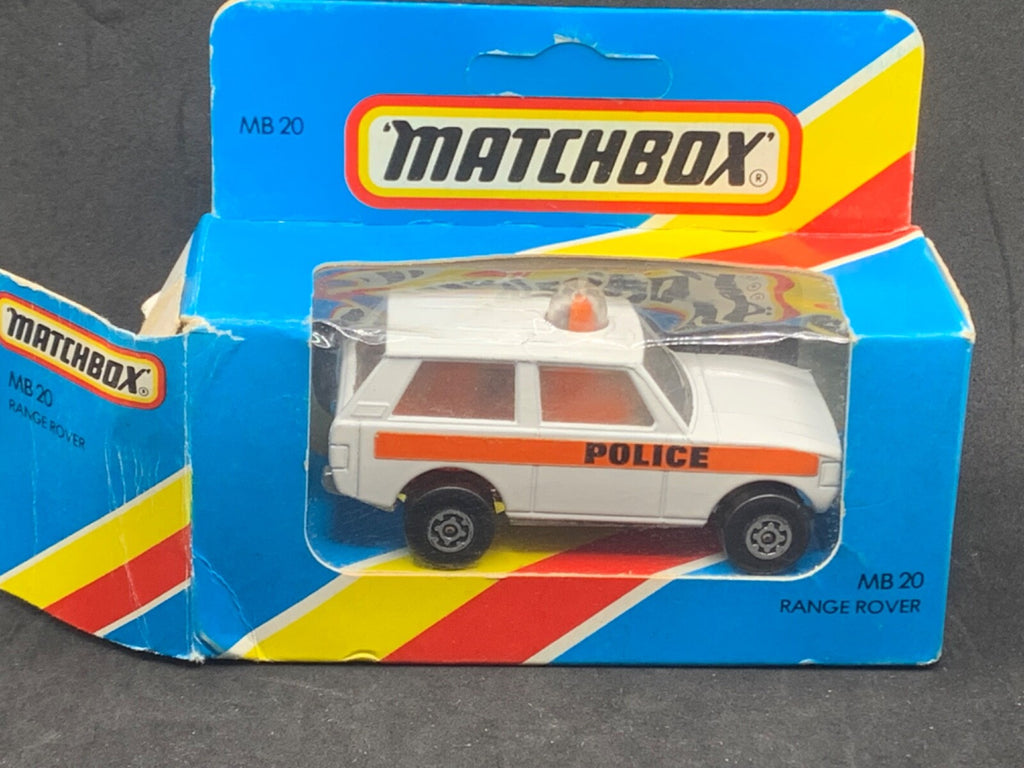 MB 20
'MATCHBOX'®
MATCHBOX®
MB 20
RANGE ROVER
POLICE
MB 20
RANGE ROVER